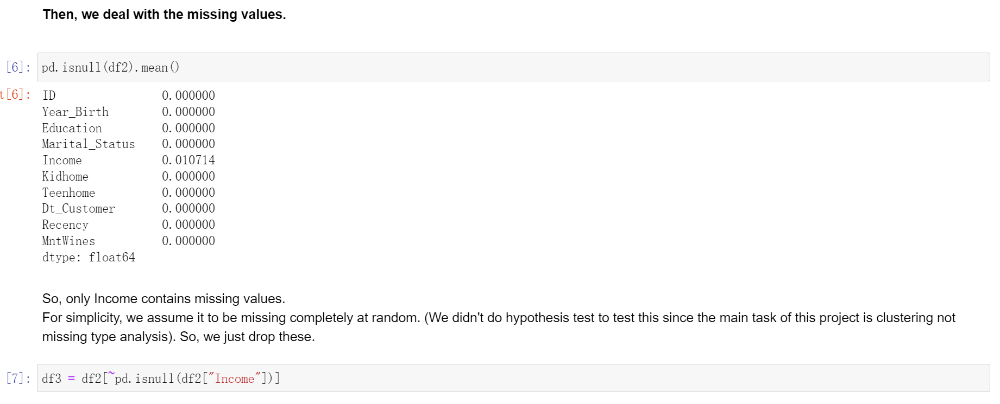 Then, we deal with the missing values.
[6]: pd.isnull(df2).mean()
t[6]: ID 0.000000
Year_Birth 0.000000
Education 0.000000
Marital_Status 0.000000
Income 0.010714
Kidhome 0.000000
Teenhome 0.000000
Dt_Customer 0.000000
Recency 0.000000
MntWines 0.000000
dtype: float64
So, only Income contains missing values.
For simplicity, we assume it to be missing completely at random. (We didn't do hypothesis test to test this since the main task of this project is clustering not
missing type analysis). So, we just drop these.
[7]: df3 = df2[~pd.isnull(df2["Income"])]